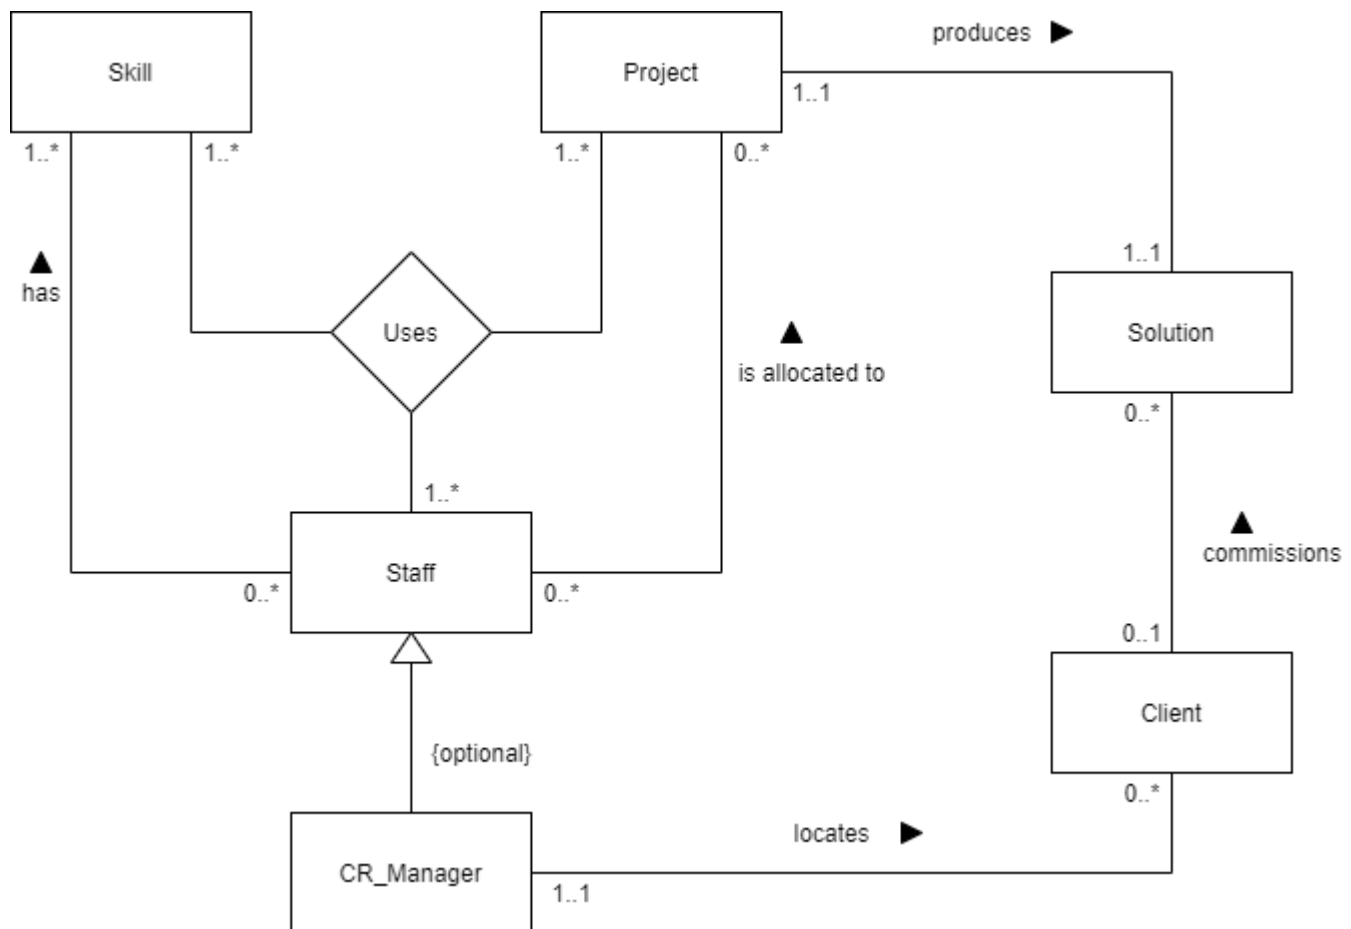 produces
Skill
Project
1..1
1..*
1..*
1..*
0..*
1..1
has
Uses
Solution
is allocated to
0..*
1..*
commissions
Staff
0..*
0..*
0..1
Client
{optional}
0..*
locates
CR_Manager
1..1